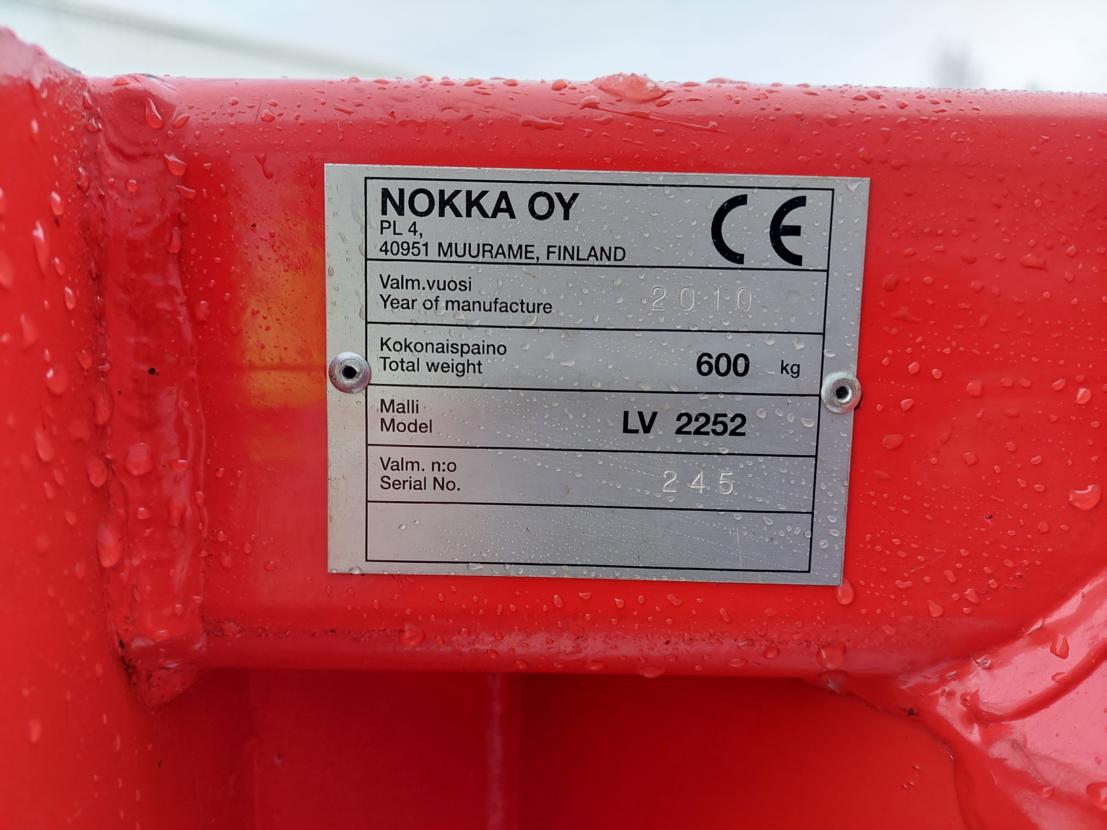 NOKKA OY
PL 4,
40951 MUURAME, FINLAND
CE
Valm.vuosi
Year of manufacture
2010
Kokonaispaino
Total weight
600 kg
Malli
Model
LV 2252
Valm. n:o
Serial No.
245